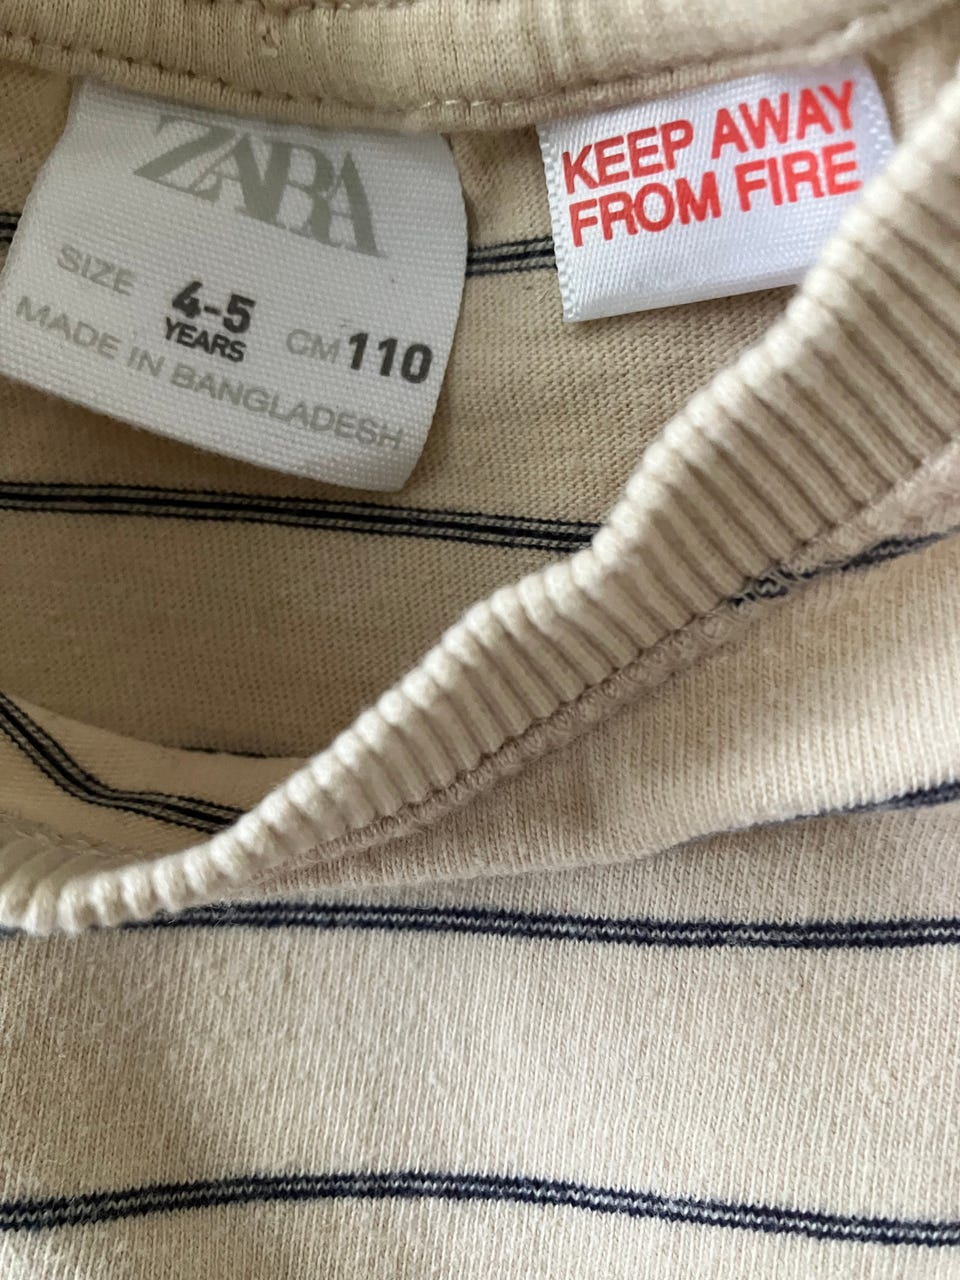 ZARA
SIZE 4-5 YEARS CM 110
MADE IN BANGLADESH
KEEP AWAY
FROM FIRE